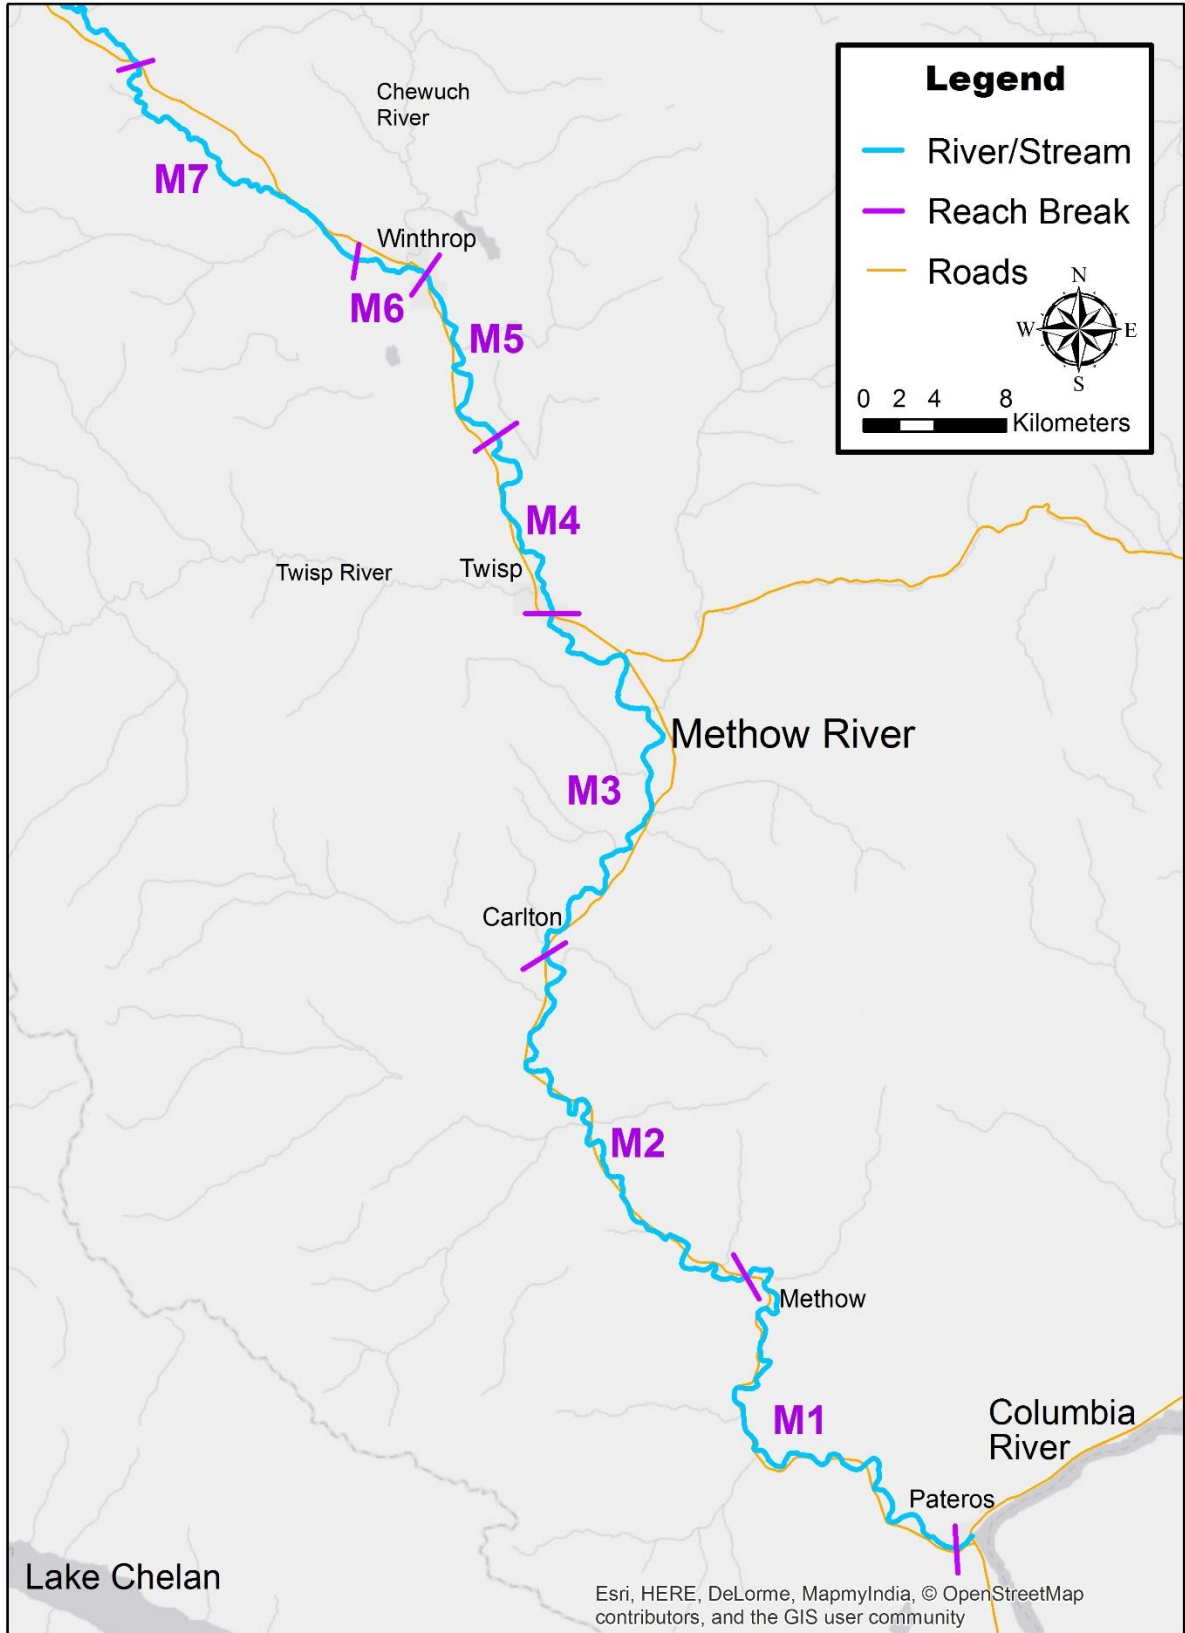 Legend
River/Stream
Reach Break
Roads
N
W
E
S
0 2 4 8
Kilometers
Chewuch
River
M7
Winthrop
M6
M5
M4
Twisp River
Twisp
Methow River
M3
Carlton
M2
Methow
M1
Columbia
River
Pateros
Lake Chelan
Esri, HERE, DeLorme, MapmyIndia, © OpenStreetMap
contributors, and the GIS user community